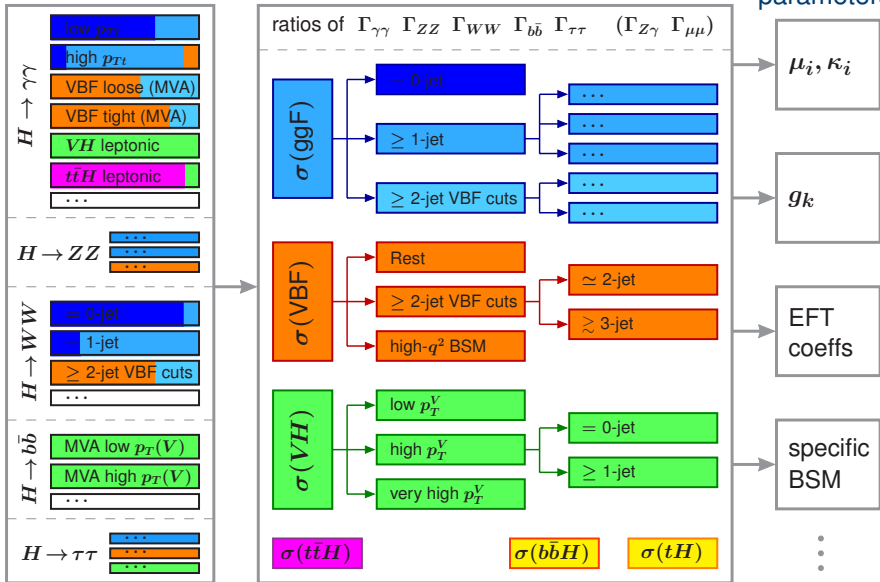 parameters
H → γγ
low p_Tt
high p_Tt
VBF loose (MVA)
VBF tight (MVA)
VH leptonic
tt̄H leptonic
...
H → ZZ
...
...
...
H → WW
= 0-jet
= 1-jet
≥ 2-jet VBF cuts
...
H → bb̄
MVA low p_T(V)
MVA high p_T(V)
...
H → ττ
...
...
...
ratios of Γ_γγ Γ_ZZ Γ_WW Γ_bb̄ Γ_ττ (Γ_Zγ Γ_μμ)
σ(ggF)
= 0-jet
≥ 1-jet
≥ 2-jet VBF cuts
...
...
...
...
...
σ(VBF)
Rest
≥ 2-jet VBF cuts
high-q² BSM
≃ 2-jet
≳ 3-jet
σ(VH)
low p_T^V
high p_T^V
very high p_T^V
= 0-jet
≥ 1-jet
σ(tt̄H)
σ(bb̄H)
σ(tH)
μ_i, κ_i
g_k
EFT
coeffs
specific
BSM
⋮